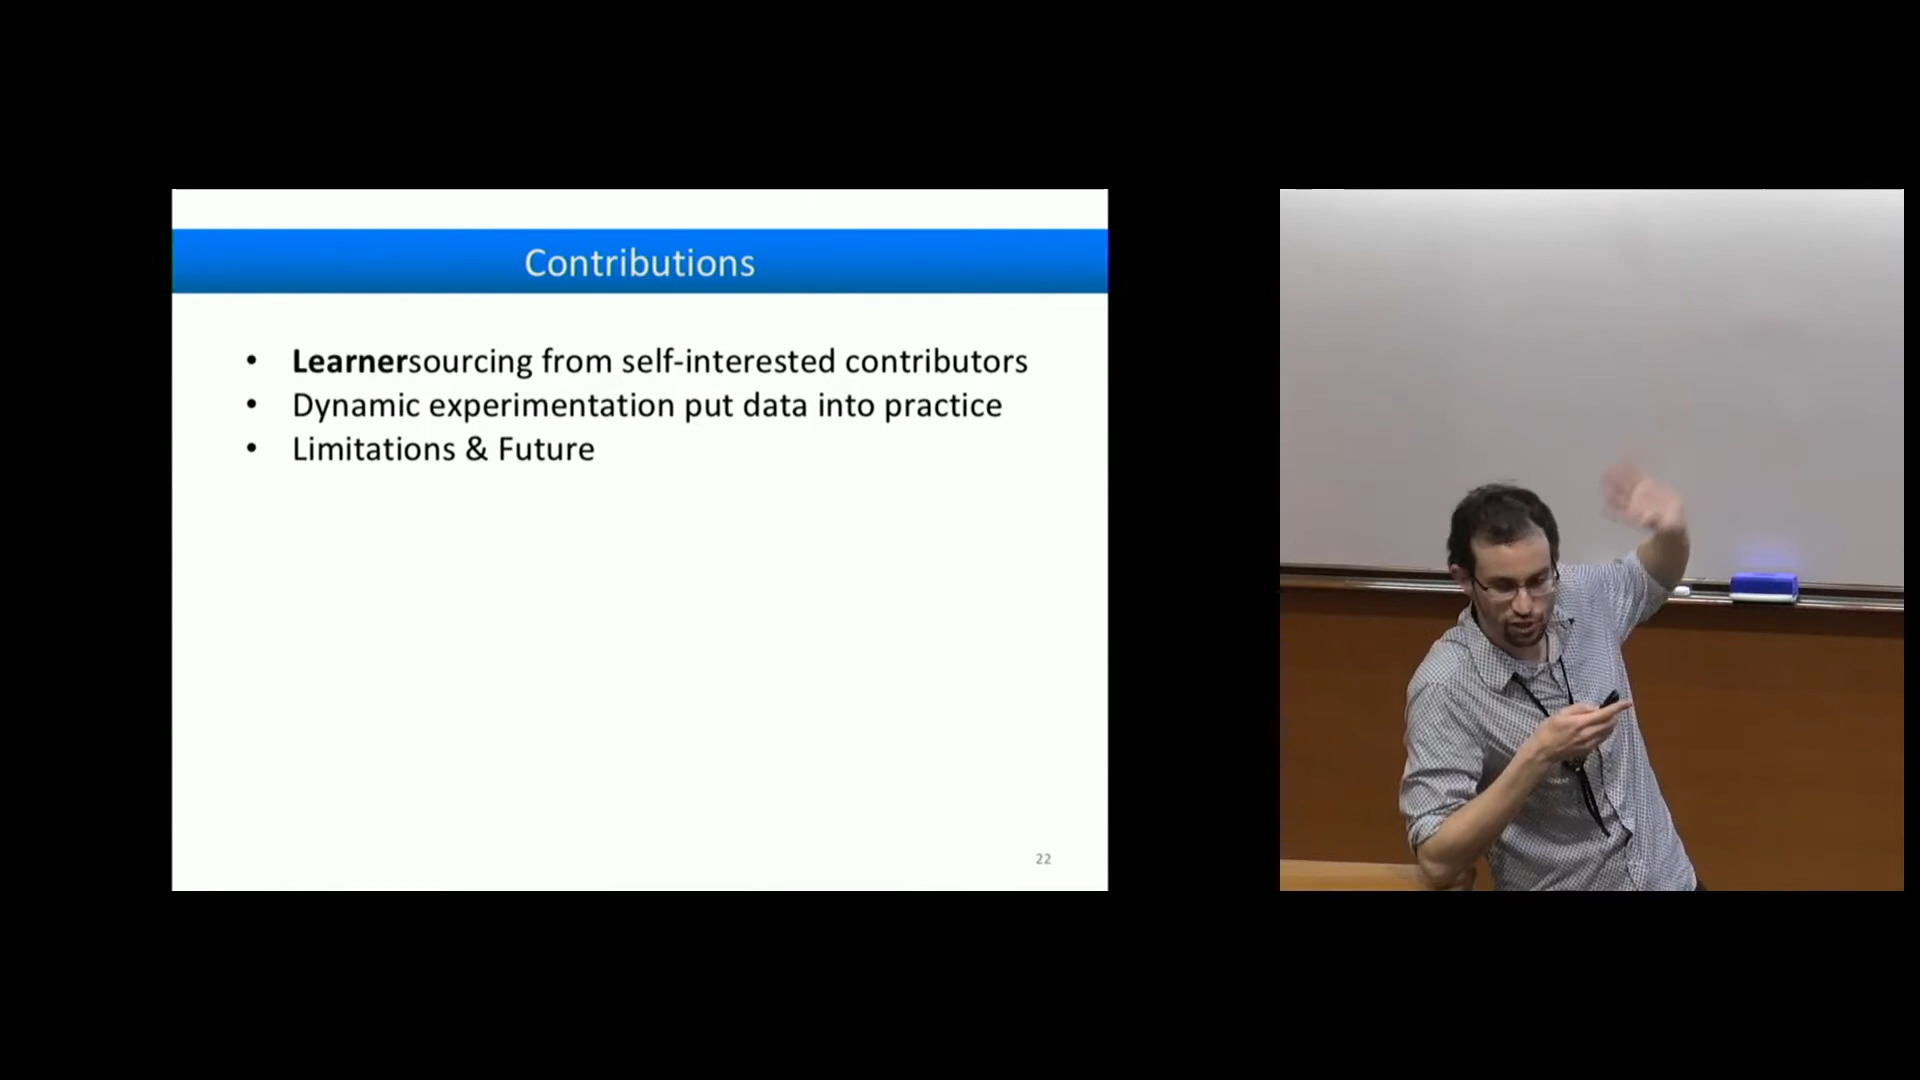 Contributions
• Learnersourcing from self-interested contributors
• Dynamic experimentation put data into practice
• Limitations & Future
22